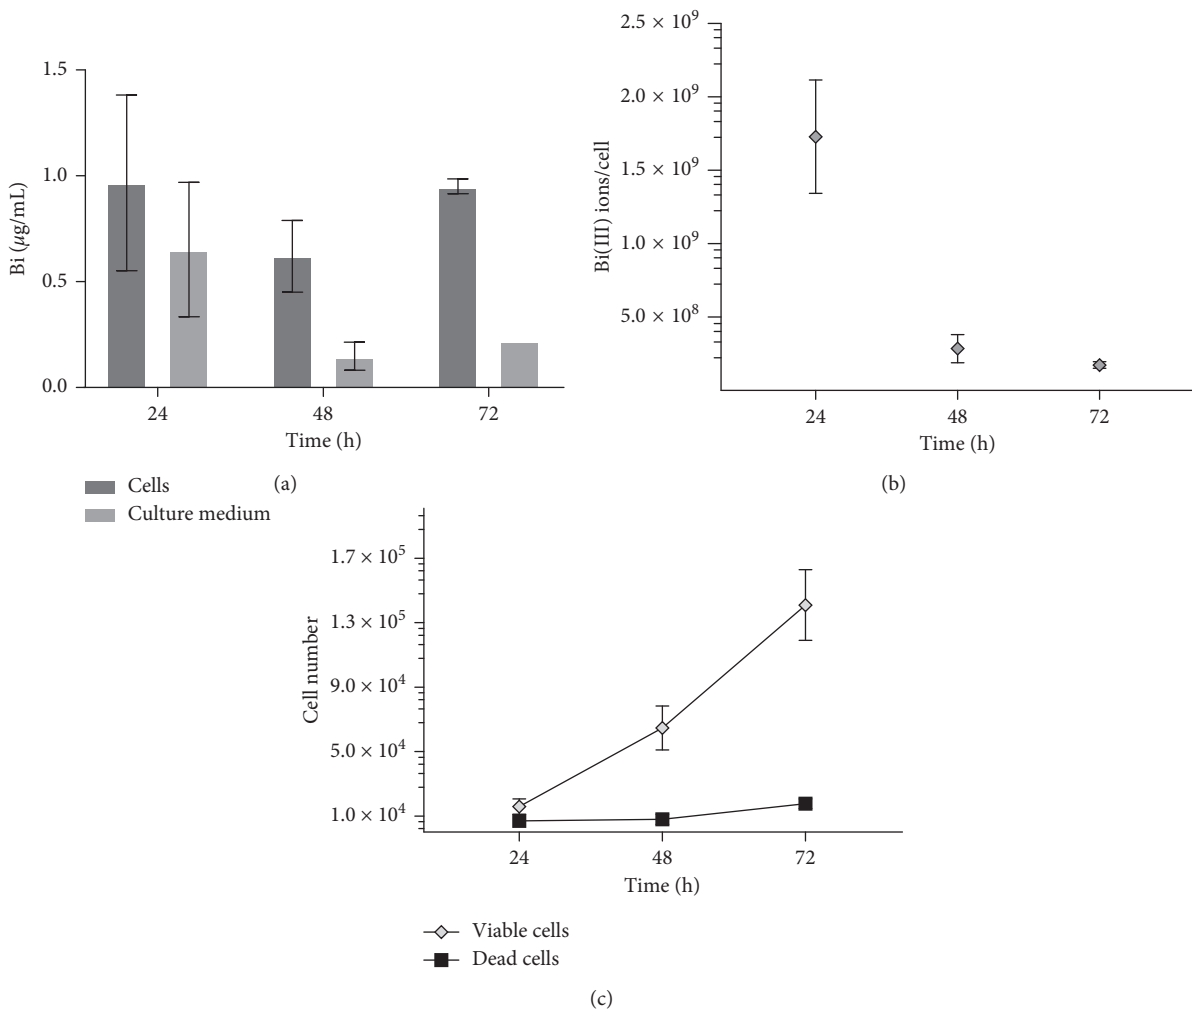 1.5
1.0
0.5
0.0
Bi (μg/mL)
24
48
72
Time (h)
Cells
Culture medium
(a)
2.5 × 10⁹
2.0 × 10⁹
1.5 × 10⁹
1.0 × 10⁹
5.0 × 10⁸
Bi(III) ions/cell
24
48
72
Time (h)
(b)
1.7 × 10⁵
1.3 × 10⁵
9.0 × 10⁴
5.0 × 10⁴
1.0 × 10⁴
Cell number
24
48
72
Time (h)
Viable cells
Dead cells
(c)